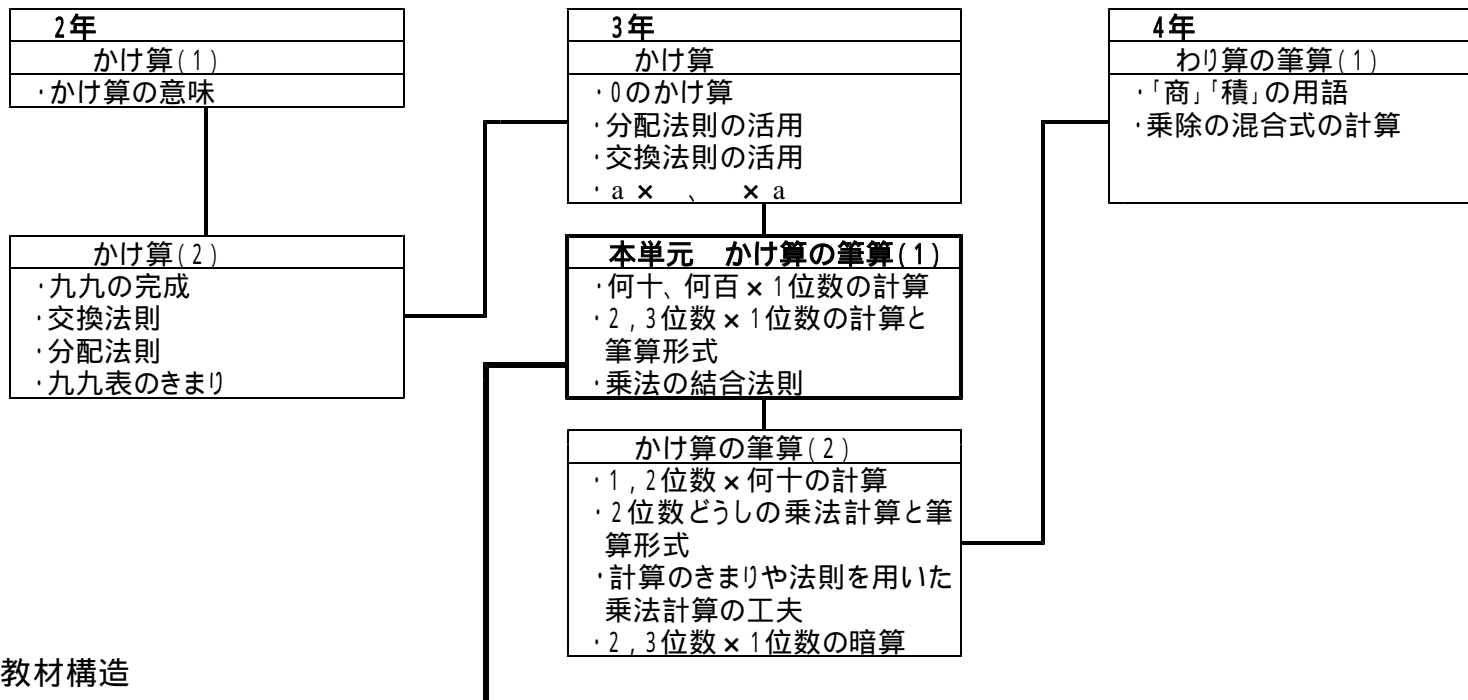 2年
かけ算(1)
・かけ算の意味
かけ算(2)
・九九の完成
・交換法則
・分配法則
・九九表のきまり
3年
かけ算
・0のかけ算
・分配法則の活用
・交換法則の活用
・a× 、 ×a
本単元 かけ算の筆算(1)
・何十、何百×1位数の計算
・2,3位数×1位数の計算と
筆算形式
・乗法の結合法則
かけ算の筆算(2)
・1,2位数×何十の計算
・2位数どうしの乗法計算と筆
算形式
・計算のきまりや法則を用いた
乗法計算の工夫
・2,3位数×1位数の暗算
4年
わり算の筆算(1)
・「商」「積」の用語
・乗除の混合式の計算
教材構造